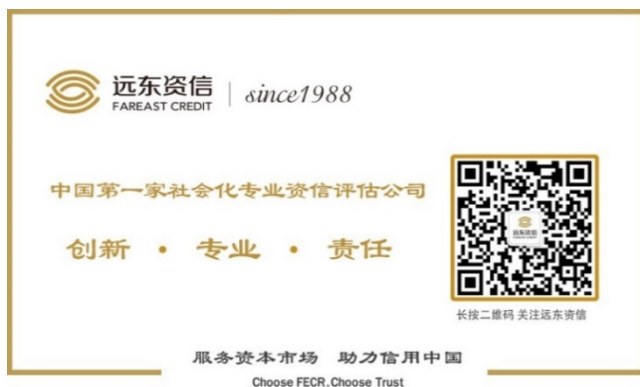 远东资信
FAREAST CREDIT
since1988
中国第一家社会化专业资信评估公司
创新 · 专业 · 责任
远东资信
FAREAST CREDIT
长按二维码 关注远东资信
服务资本市场 助力信用中国
Choose FECR.Choose Trust